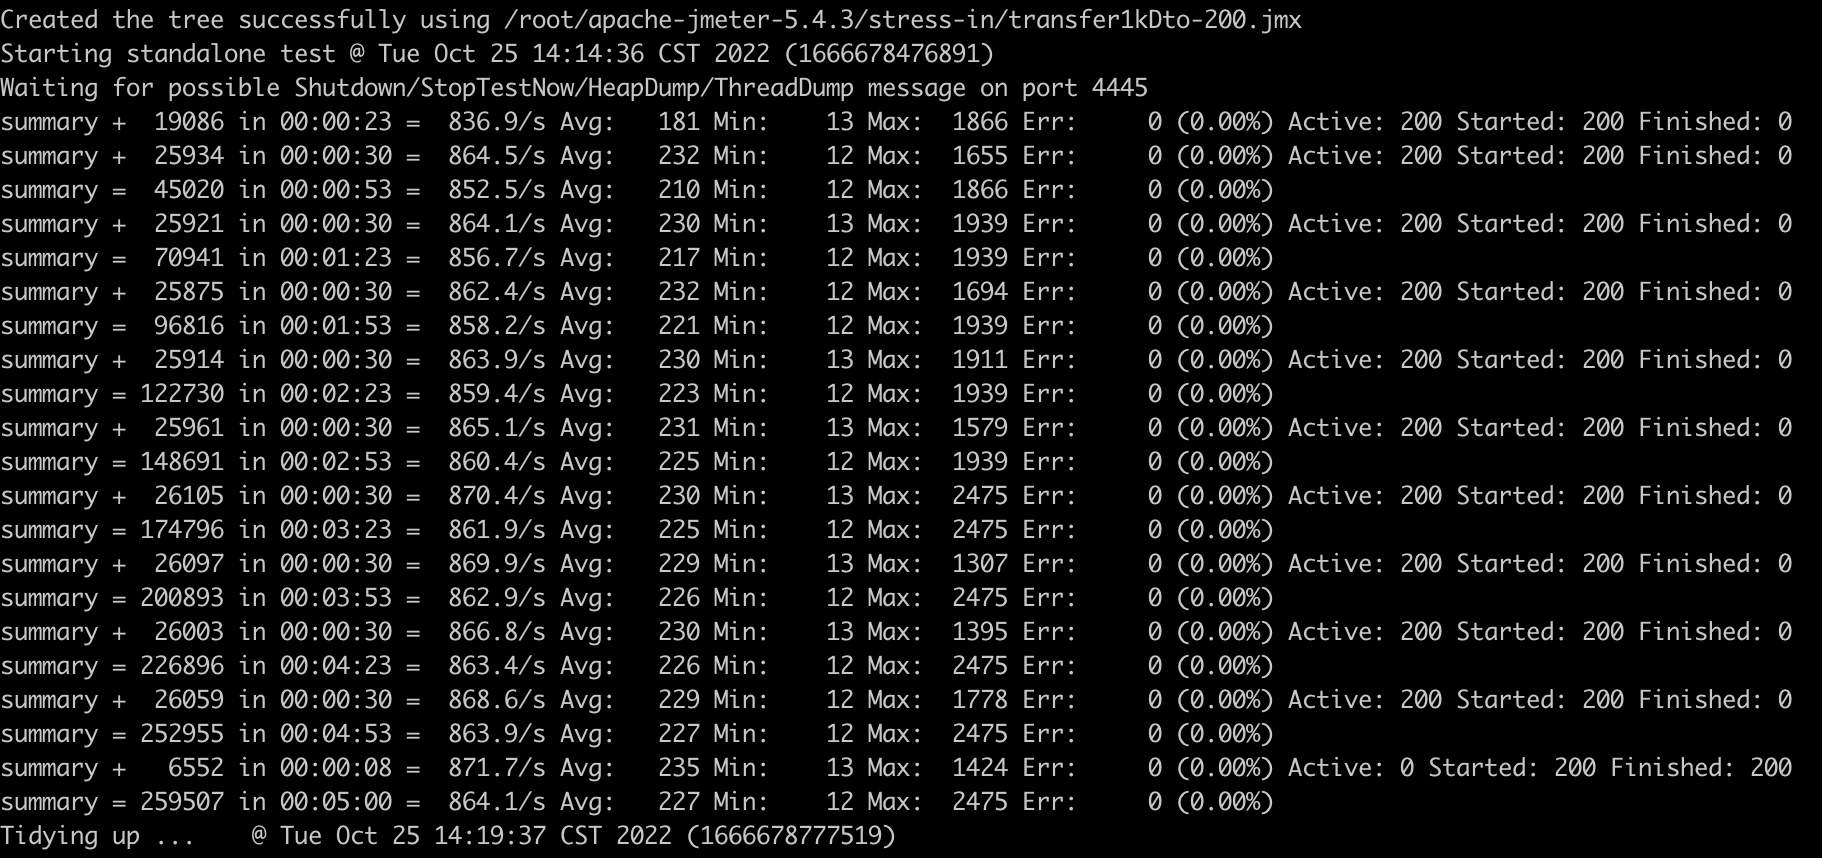 Created the tree successfully using /root/apache-jmeter-5.4.3/stress-in/transfer1kDto-200.jmx
Starting standalone test @ Tue Oct 25 14:14:36 CST 2022 (1666678476891)
Waiting for possible Shutdown/StopTestNow/HeapDump/ThreadDump message on port 4445
summary +  19086 in 00:00:23 =  836.9/s Avg:   181 Min:    13 Max:  1866 Err:     0 (0.00%) Active: 200 Started: 200 Finished: 0
summary +  25934 in 00:00:30 =  864.5/s Avg:   232 Min:    12 Max:  1655 Err:     0 (0.00%) Active: 200 Started: 200 Finished: 0
summary =  45020 in 00:00:53 =  852.5/s Avg:   210 Min:    12 Max:  1866 Err:     0 (0.00%)
summary +  25921 in 00:00:30 =  864.1/s Avg:   230 Min:    13 Max:  1939 Err:     0 (0.00%) Active: 200 Started: 200 Finished: 0
summary =  70941 in 00:01:23 =  856.7/s Avg:   217 Min:    12 Max:  1939 Err:     0 (0.00%)
summary +  25875 in 00:00:30 =  862.4/s Avg:   232 Min:    12 Max:  1694 Err:     0 (0.00%) Active: 200 Started: 200 Finished: 0
summary =  96816 in 00:01:53 =  858.2/s Avg:   221 Min:    12 Max:  1939 Err:     0 (0.00%)
summary +  25914 in 00:00:30 =  863.9/s Avg:   230 Min:    13 Max:  1911 Err:     0 (0.00%) Active: 200 Started: 200 Finished: 0
summary = 122730 in 00:02:23 =  859.4/s Avg:   223 Min:    12 Max:  1939 Err:     0 (0.00%)
summary +  25961 in 00:00:30 =  865.1/s Avg:   231 Min:    13 Max:  1579 Err:     0 (0.00%) Active: 200 Started: 200 Finished: 0
summary = 148691 in 00:02:53 =  860.4/s Avg:   225 Min:    12 Max:  1939 Err:     0 (0.00%)
summary +  26105 in 00:00:30 =  870.4/s Avg:   230 Min:    13 Max:  2475 Err:     0 (0.00%) Active: 200 Started: 200 Finished: 0
summary = 174796 in 00:03:23 =  861.9/s Avg:   225 Min:    12 Max:  2475 Err:     0 (0.00%)
summary +  26097 in 00:00:30 =  869.9/s Avg:   229 Min:    13 Max:  1307 Err:     0 (0.00%) Active: 200 Started: 200 Finished: 0
summary = 200893 in 00:03:53 =  862.9/s Avg:   226 Min:    12 Max:  2475 Err:     0 (0.00%)
summary +  26003 in 00:00:30 =  866.8/s Avg:   230 Min:    13 Max:  1395 Err:     0 (0.00%) Active: 200 Started: 200 Finished: 0
summary = 226896 in 00:04:23 =  863.4/s Avg:   226 Min:    12 Max:  2475 Err:     0 (0.00%)
summary +  26059 in 00:00:30 =  868.6/s Avg:   229 Min:    12 Max:  1778 Err:     0 (0.00%) Active: 200 Started: 200 Finished: 0
summary = 252955 in 00:04:53 =  863.9/s Avg:   227 Min:    12 Max:  2475 Err:     0 (0.00%)
summary +   6552 in 00:00:08 =  871.7/s Avg:   235 Min:    13 Max:  1424 Err:     0 (0.00%) Active: 0 Started: 200 Finished: 200
summary = 259507 in 00:05:00 =  864.1/s Avg:   227 Min:    12 Max:  2475 Err:     0 (0.00%)
Tidying up ...    @ Tue Oct 25 14:19:37 CST 2022 (1666678777519)